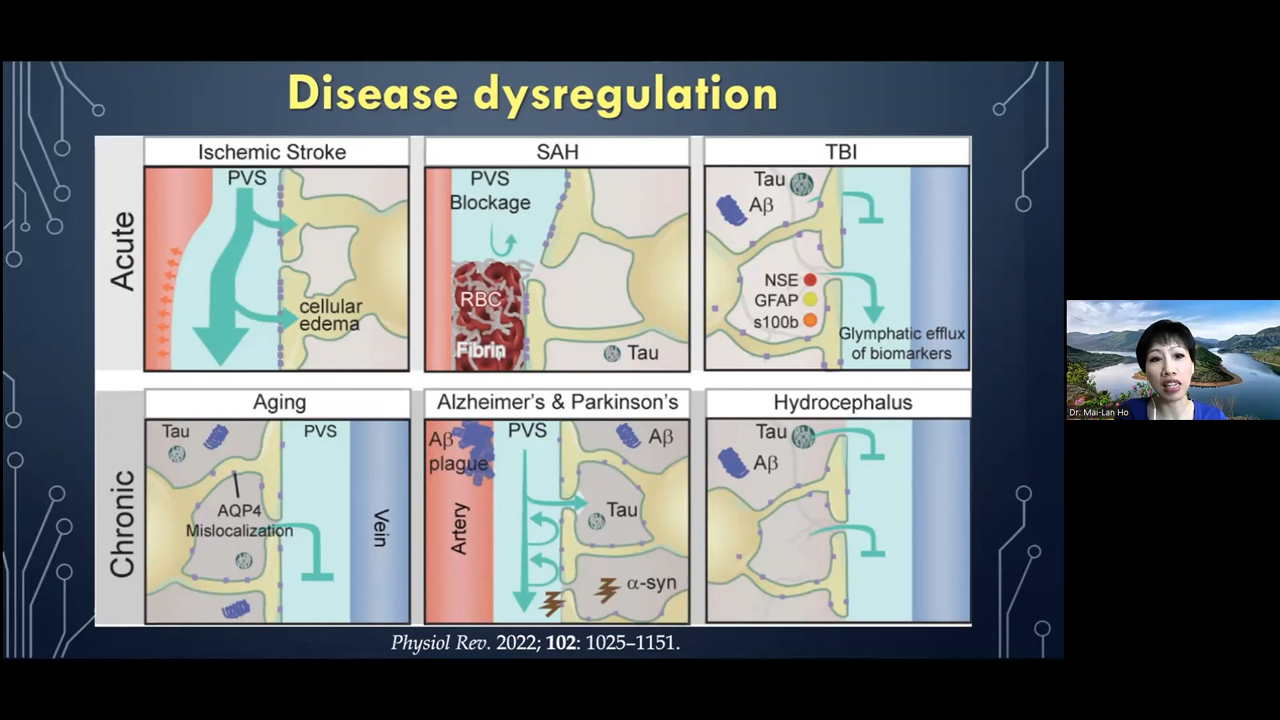 Disease dysregulation
Acute
Ischemic Stroke
PVS
cellular
edema
SAH
PVS
Blockage
RBC
Fibrin
Tau
TBI
Tau
Aβ
NSE
GFAP
s100b
Glymphatic efflux
of biomarkers
Chronic
Aging
Tau
PVS
AQP4
Mislocalization
Vein
Alzheimer's & Parkinson's
Aβ
plague
PVS
Aβ
Artery
Tau
α-syn
Hydrocephalus
Tau
Aβ
Physiol Rev. 2022; 102: 1025–1151.
Dr. Mai-Lan Ho